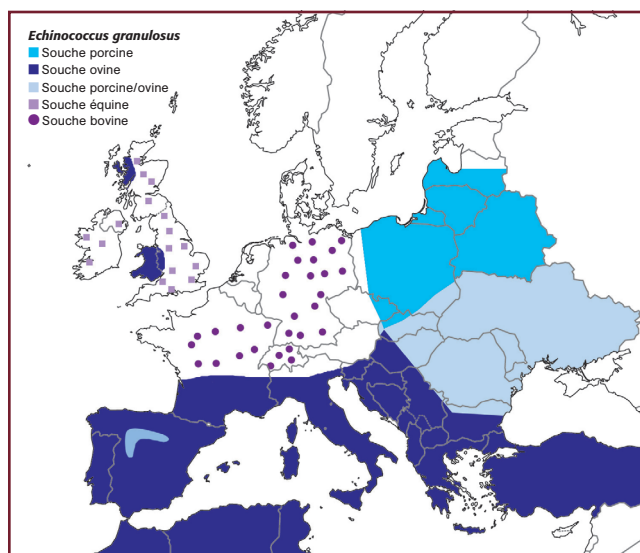 Echinococcus granulosus
Souche porcine
Souche ovine
Souche porcine/ovine
Souche équine
Souche bovine